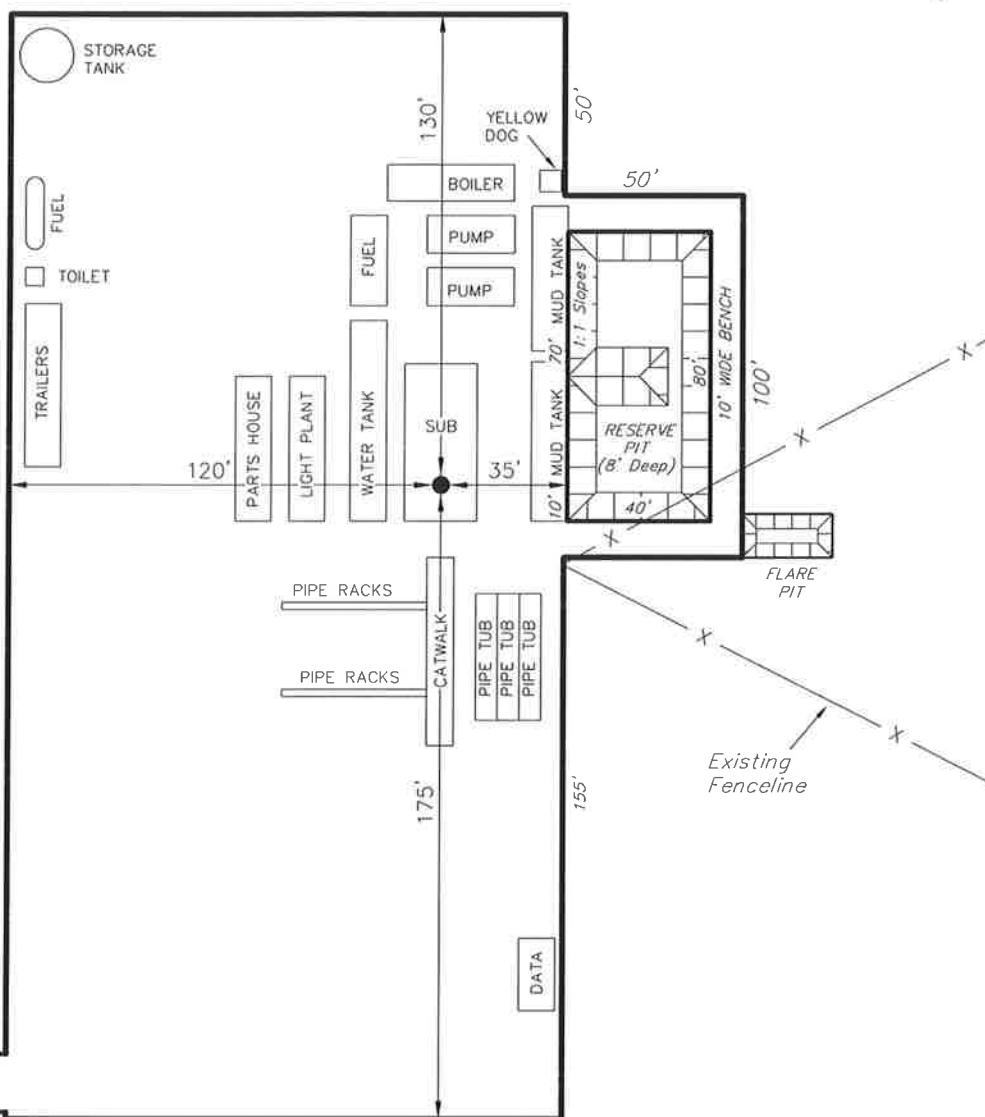 STORAGE
TANK
130'
50'
YELLOW
DOG
50'
BOILER
FUEL
FUEL
PUMP
MUD TANK
1:1 Slopes
TOILET
PUMP
70'
80'
10' WIDE BENCH
100'
X
TRAILERS
PARTS HOUSE
LIGHT PLANT
WATER TANK
SUB
MUD TANK
RESERVE
PIT
(8' Deep)
X
120'
35'
10'
40'
X
FLARE
PIT
PIPE RACKS
CATWALK
PIPE TUB
PIPE TUB
PIPE TUB
X
PIPE RACKS
X
Existing
Fenceline
175'
155'
DATA